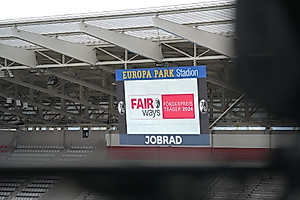 EUROPA PARK Stadion
FAIR
ways
FÖRDERPREIS
TRÄGER 2024
JOBRAD